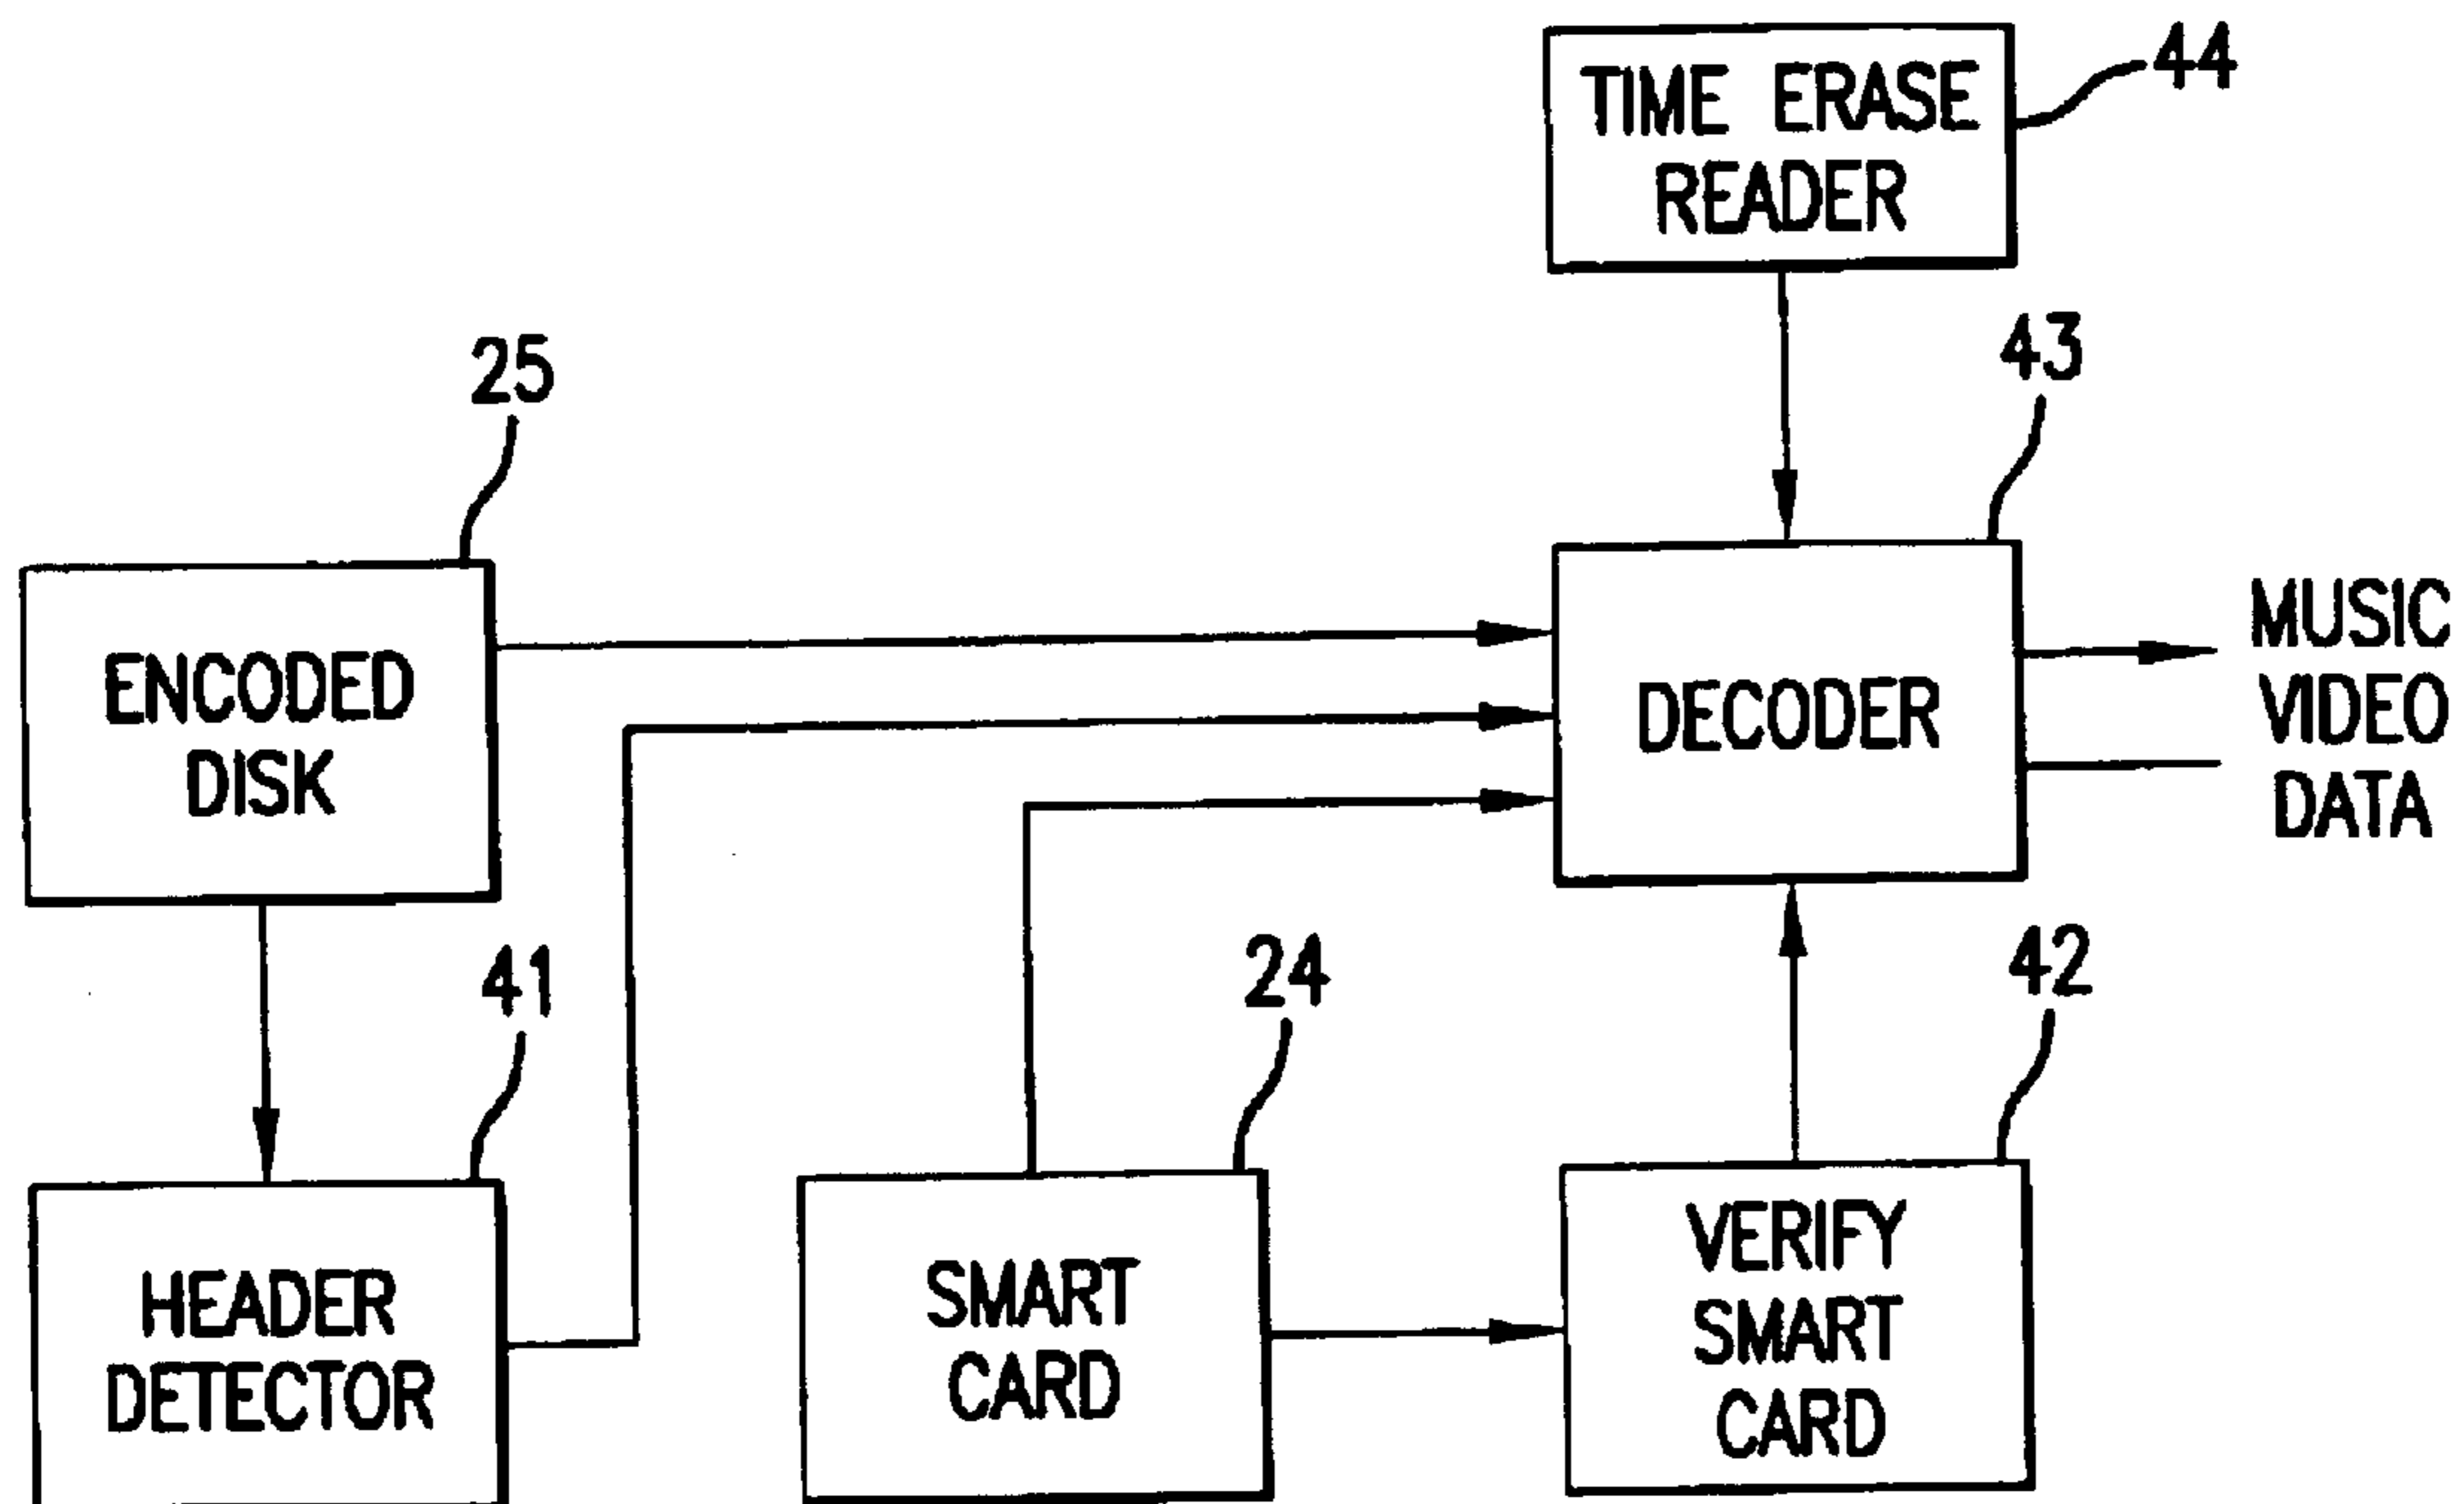 TIME ERASE
READER
44
25
43
ENCODED
DISK
DECODER
MUSIC
VIDEO
DATA
41
24
42
HEADER
DETECTOR
SMART
CARD
VERIFY
SMART
CARD